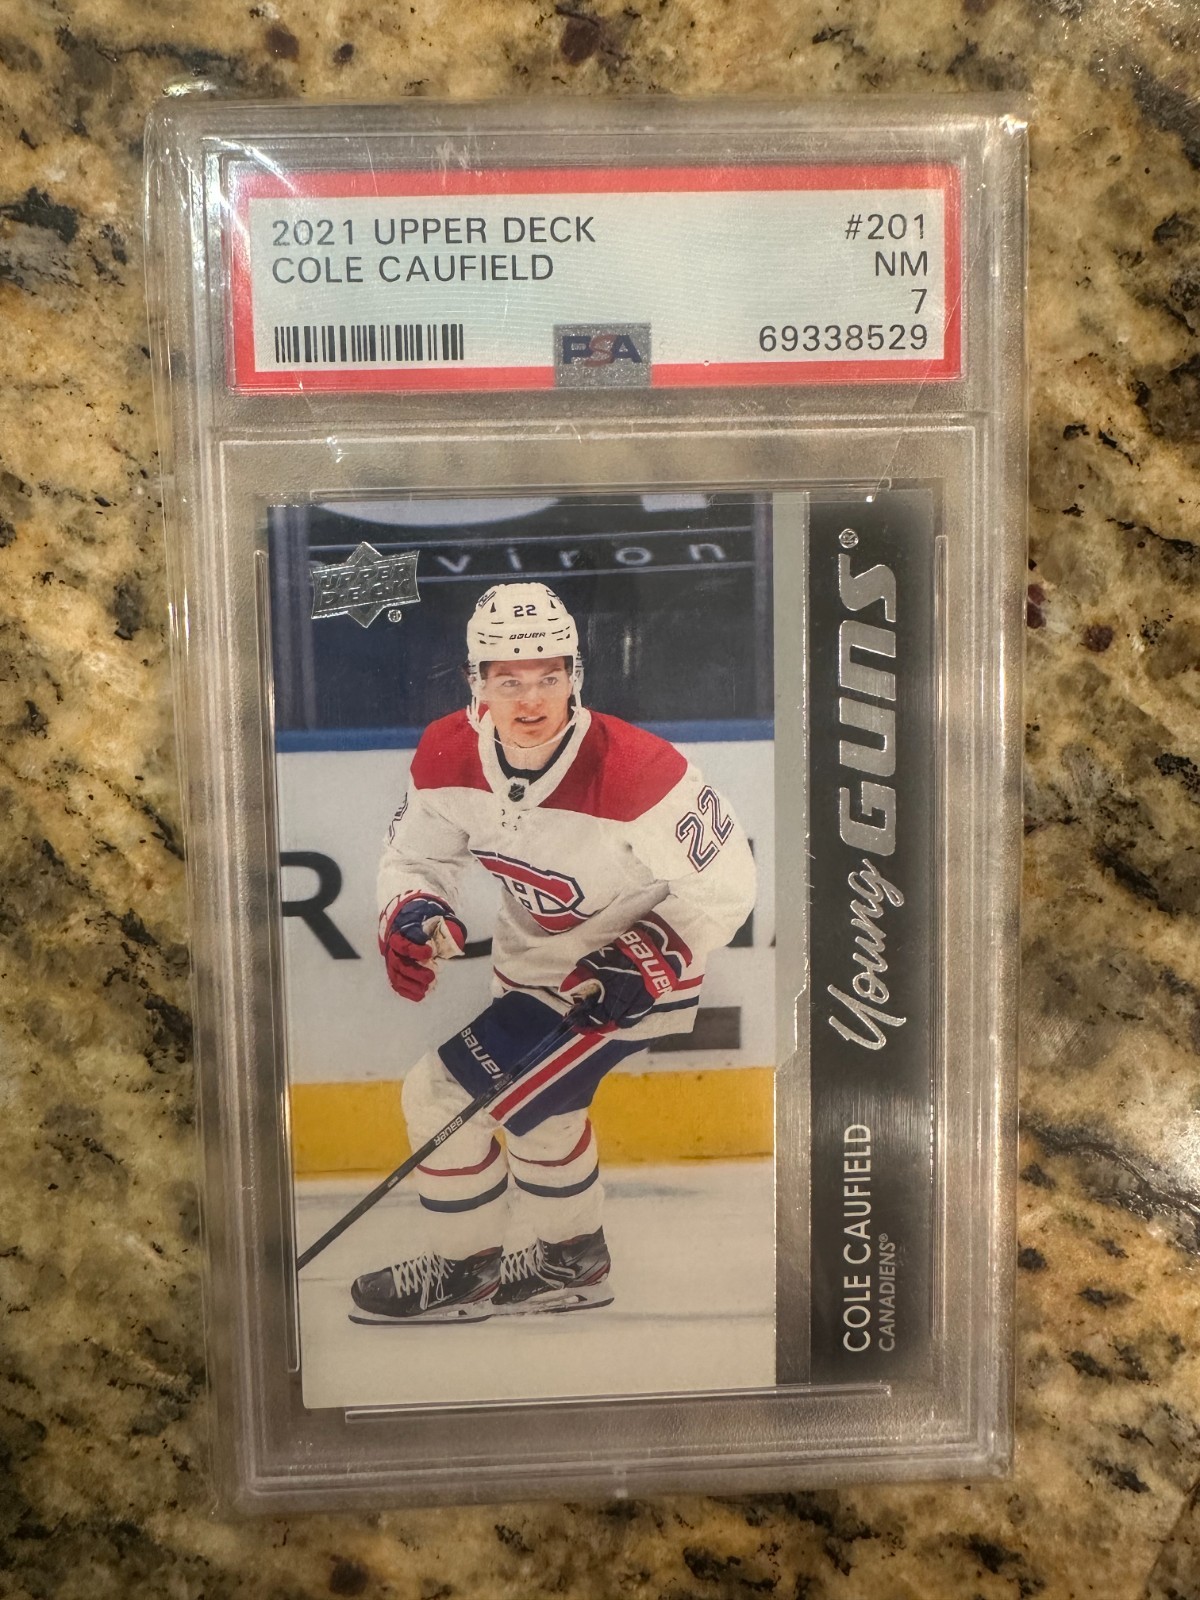 2021 UPPER DECK #201
COLE CAUFIELD NM
7
PSA 69338529
viron
UPPER
DECK
22
BAUER
22
R
BAUER
BAUER
BAUER
Young GUNS®
COLE CAUFIELD
CANADIENS®